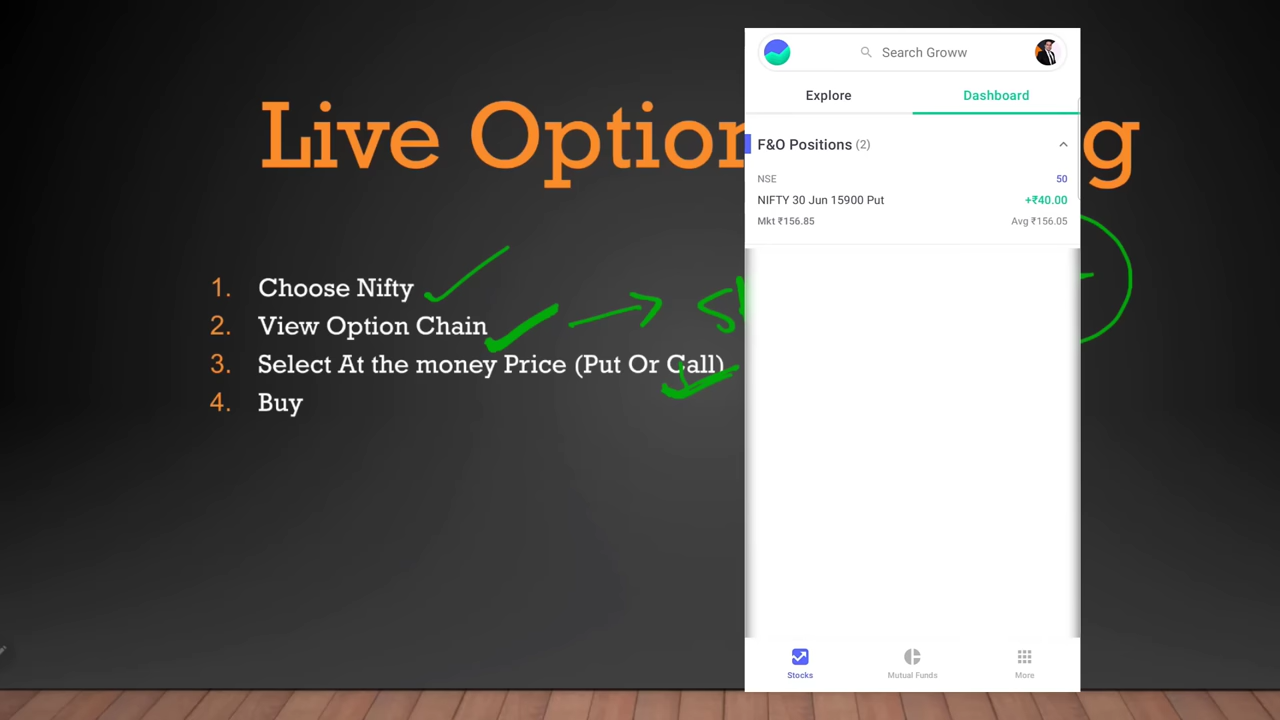 Live Option
g
1. Choose Nifty
2. View Option Chain
3. Select At the money Price (Put Or Call)
4. Buy
Search Groww
Explore Dashboard
F&O Positions (2)
NSE 50
NIFTY 30 Jun 15900 Put +₹40.00
Mkt ₹156.85 Avg ₹156.05
Stocks Mutual Funds More